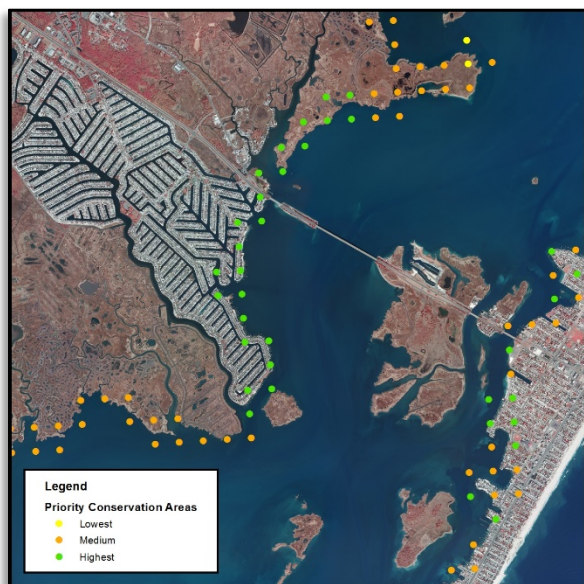 Legend
Priority Conservation Areas
Lowest
Medium
Highest